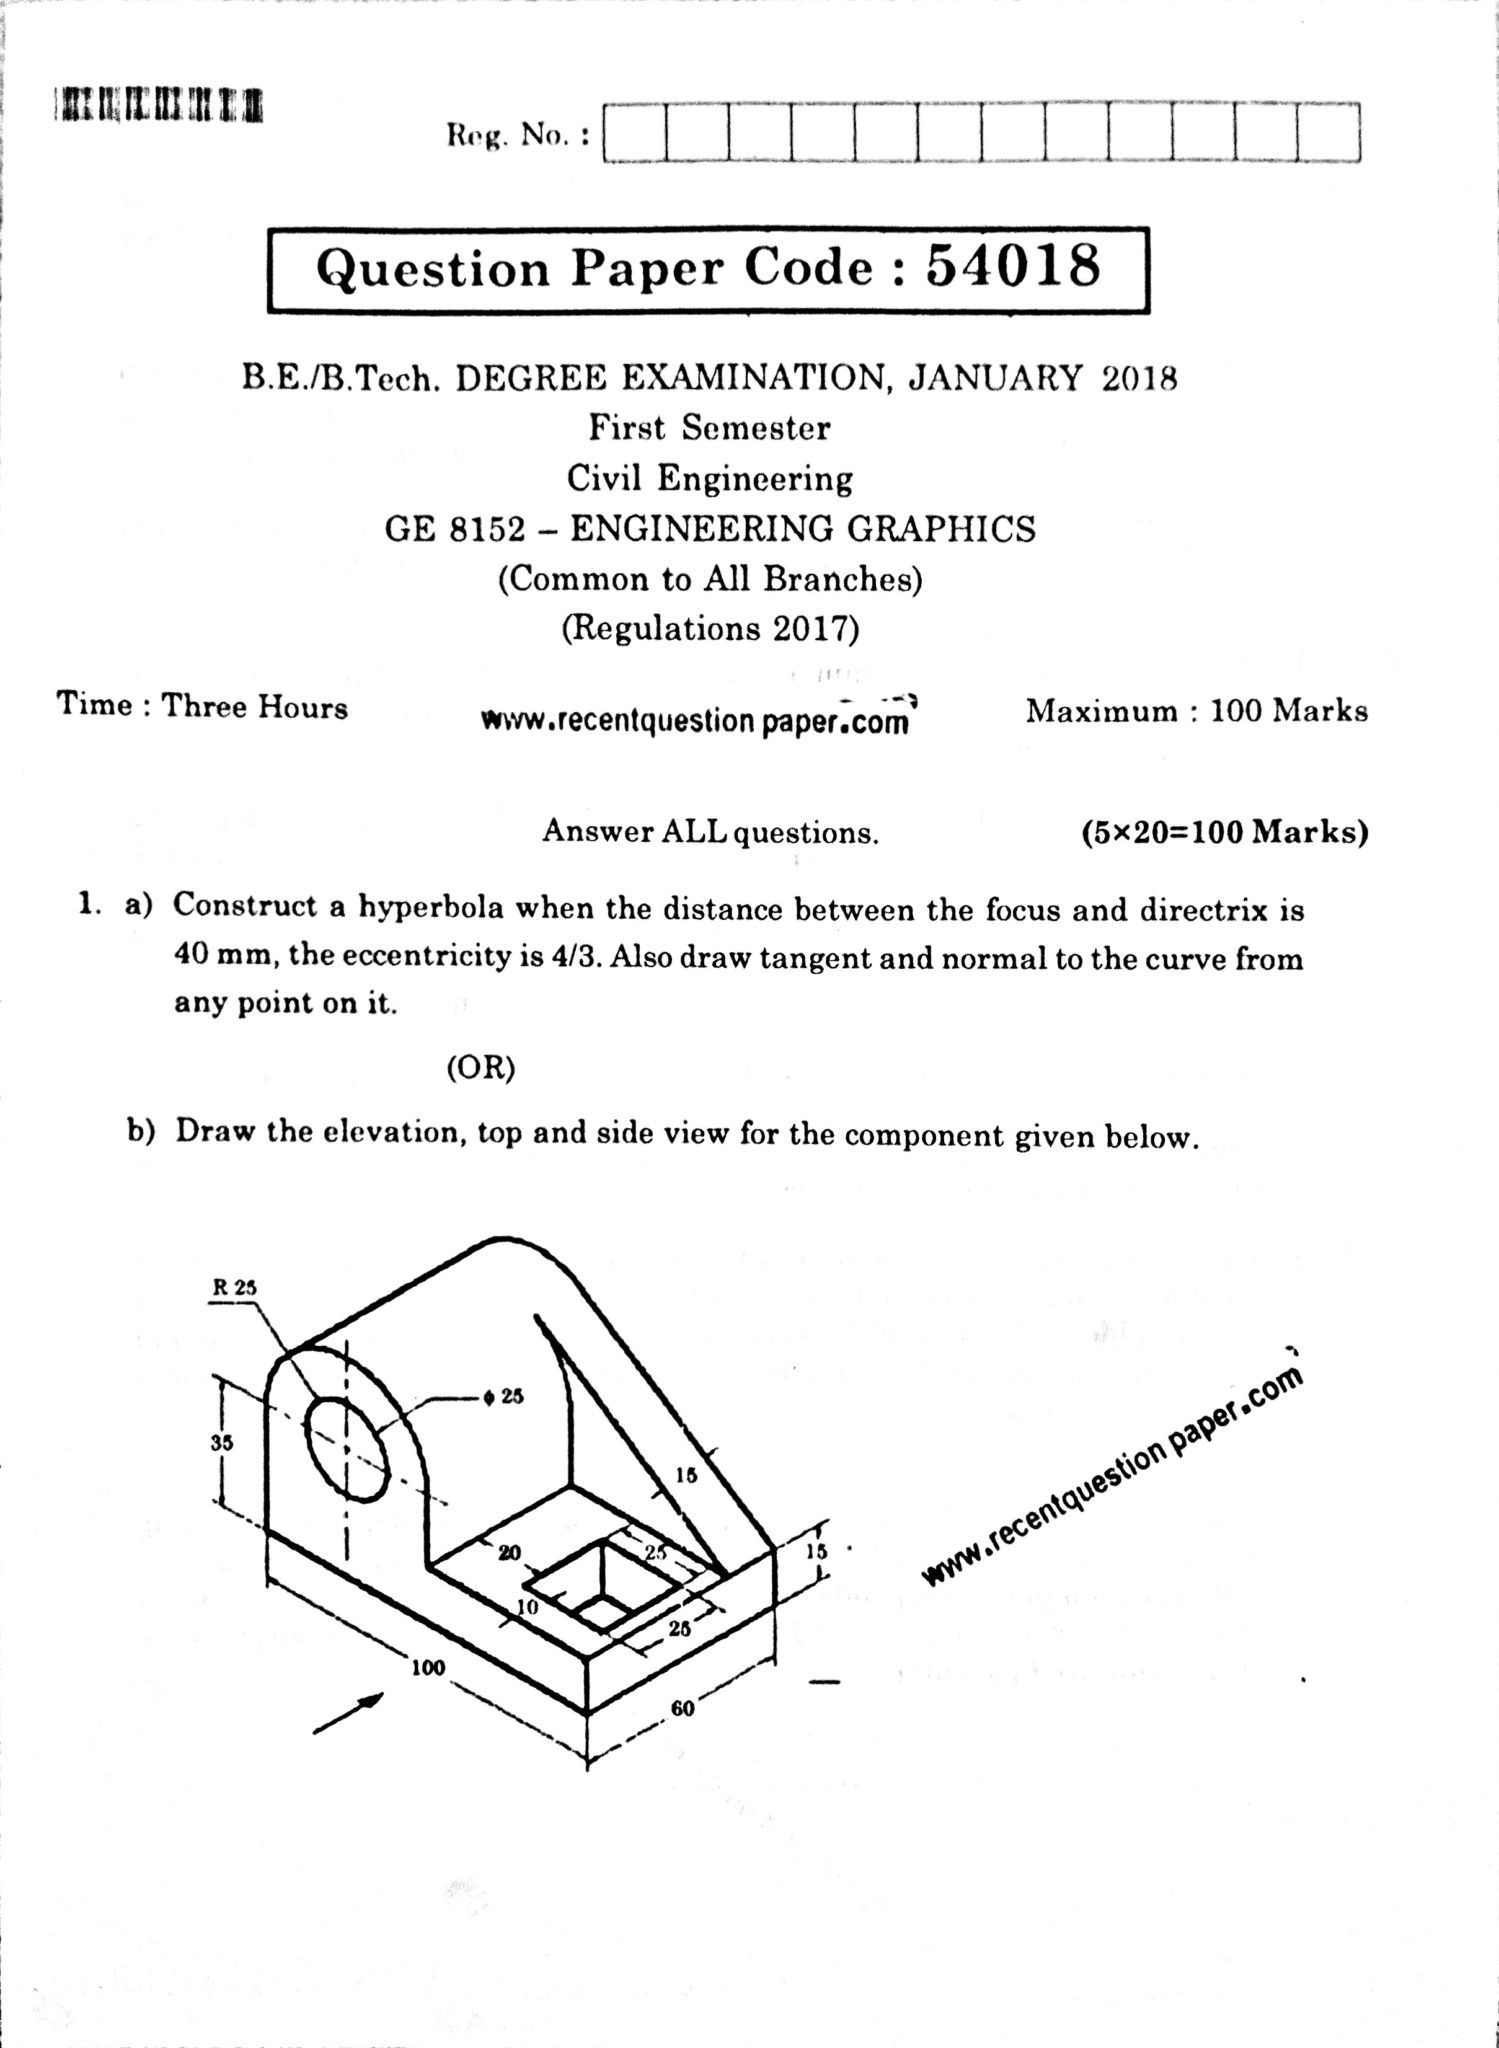 Reg. No. :
Question Paper Code : 54018
B.E./B.Tech. DEGREE EXAMINATION, JANUARY 2018
First Semester
Civil Engineering
GE 8152 – ENGINEERING GRAPHICS
(Common to All Branches)
(Regulations 2017)
Time : Three Hours www.recentquestion paper.com Maximum : 100 Marks
Answer ALL questions. (5×20=100 Marks)
1. a) Construct a hyperbola when the distance between the focus and directrix is
40 mm, the eccentricity is 4/3. Also draw tangent and normal to the curve from
any point on it.
(OR)
b) Draw the elevation, top and side view for the component given below.
R 25
ϕ 25
35
15
20
25
15
10
25
100
60
www.recentquestion paper.com